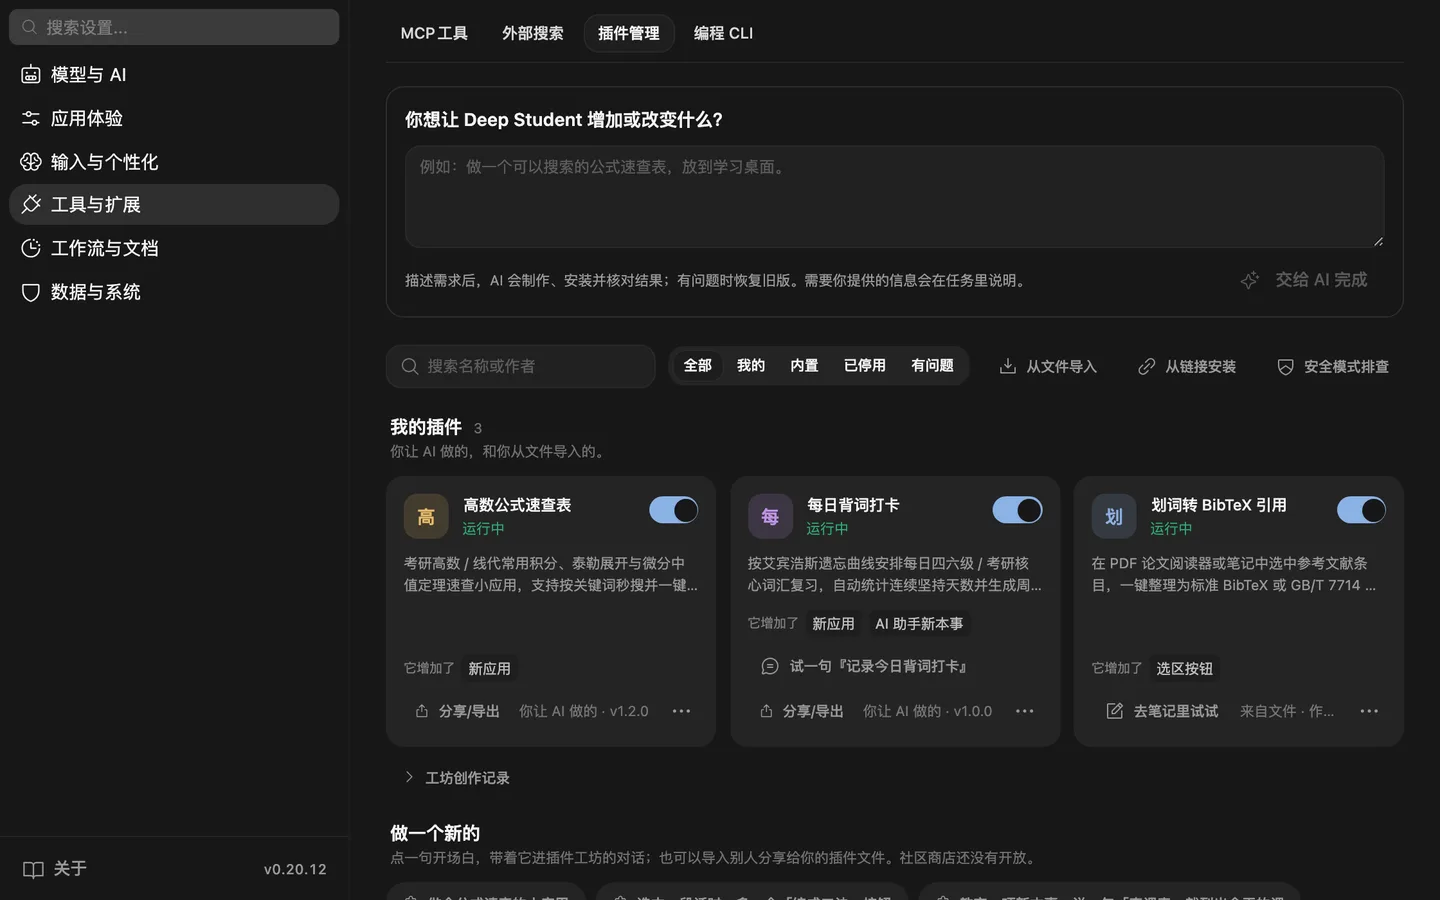 搜索设置...
模型与 AI
应用体验
输入与个性化
工具与扩展
工作流与文档
数据与系统
关于
v0.20.12
MCP 工具
外部搜索
插件管理
编程 CLI
你想让 Deep Student 增加或改变什么?
例如：做一个可以搜索的公式速查表，放到学习桌面。
描述需求后，AI 会制作、安装并核对结果；有问题时恢复旧版。需要你提供的信息会在任务里说明。
交给 AI 完成
搜索名称或作者
全部
我的
内置
已停用
有问题
从文件导入
从链接安装
安全模式排查
我的插件 3
你让 AI 做的，和你从文件导入的。
高
高数公式速查表
运行中
考研高数 / 线代常用积分、泰勒展开与微分中
值定理速查小应用，支持按关键词秒搜并一键...
它增加了 新应用
分享/导出 你让 AI 做的 · v1.2.0
每
每日背词打卡
运行中
按艾宾浩斯遗忘曲线安排每日四六级 / 考研核
心词汇复习，自动统计连续坚持天数并生成周...
它增加了 新应用 AI 助手新本事
试一句『记录今日背词打卡』
分享/导出 你让 AI 做的 · v1.0.0
划
划词转 BibTeX 引用
运行中
在 PDF 论文阅读器或笔记中选中参考文献条
目，一键整理为标准 BibTeX 或 GB/T 7714 ...
它增加了 选区按钮
去笔记里试试 来自文件 · 作...
工坊创作记录
做一个新的
点一句开场白，带着它进插件工坊的对话；也可以导入别人分享给你的插件文件。社区商店还没有开放。